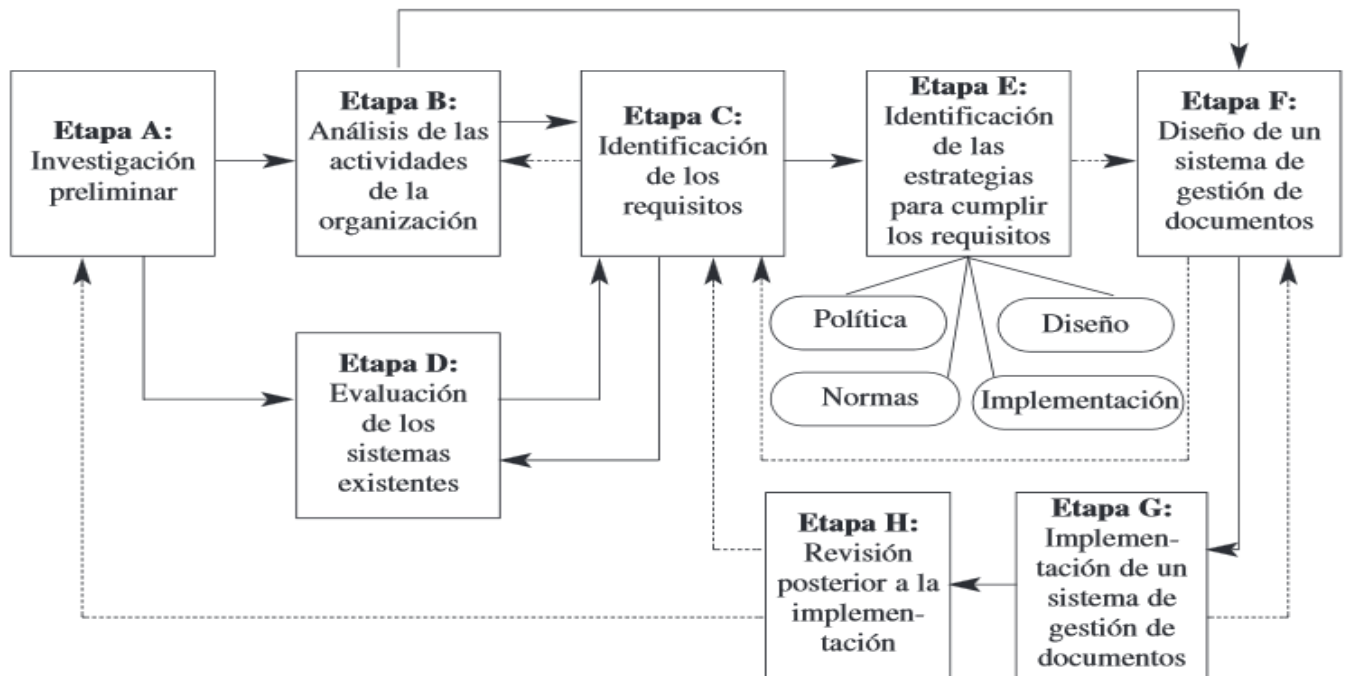 Etapa A:
Investigación
preliminar
Etapa B:
Análisis de las
actividades
de la
organización
Etapa C:
Identificación
de los
requisitos
Etapa E:
Identificación
de las
estrategias
para cumplir
los requisitos
Etapa F:
Diseño de un
sistema de
gestión de
documentos
Política
Diseño
Normas
Implementación
Etapa D:
Evaluación
de los
sistemas
existentes
Etapa H:
Revisión
posterior a la
implemen-
tación
Etapa G:
Implemen-
tación de un
sistema de
gestión de
documentos